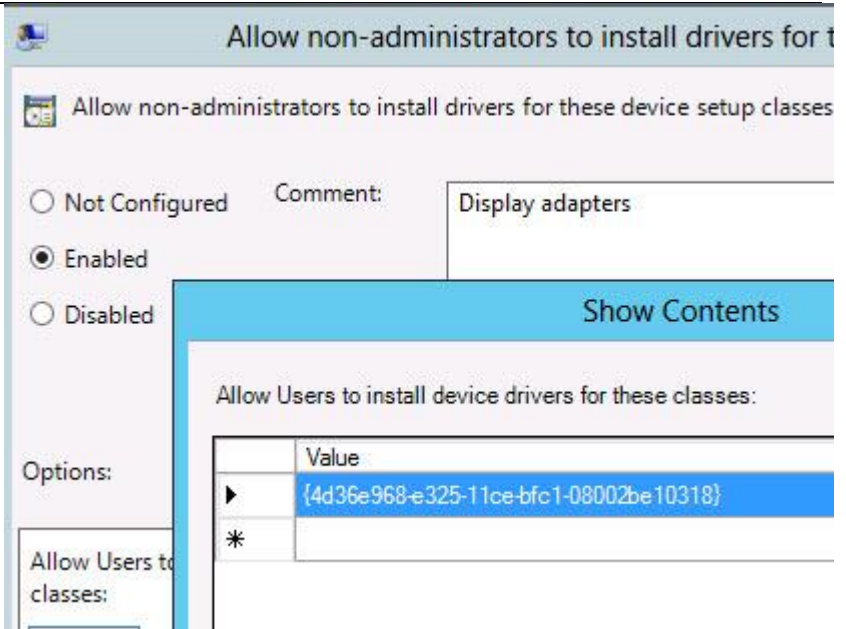 Allow non-administrators to install drivers for t
Allow non-administrators to install drivers for these device setup classes
Not Configured
Comment:
Display adapters
Enabled
Disabled
Show Contents
Allow Users to install device drivers for these classes:
Value
{4d36e968-e325-11ce-bfc1-08002be10318}
Options:
Allow Users to
classes: